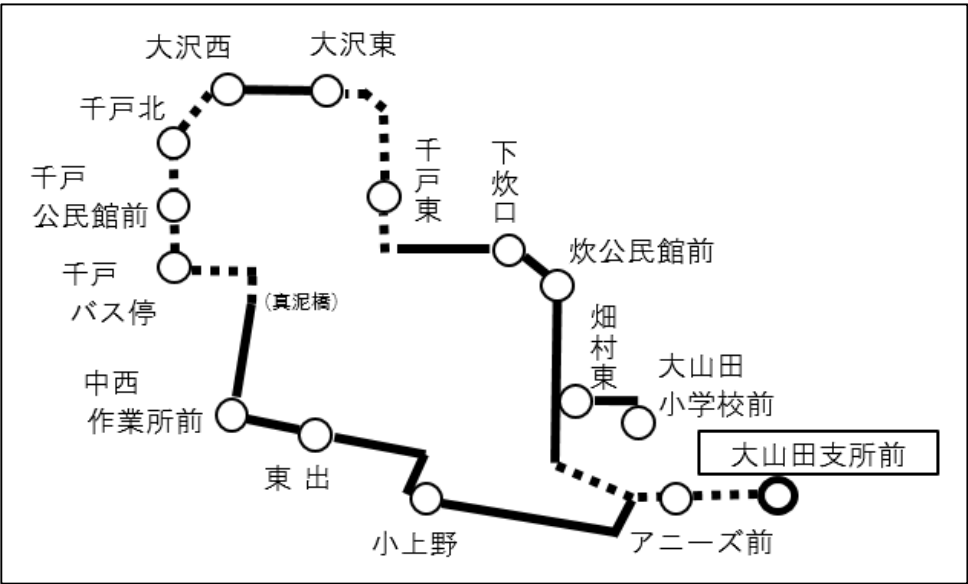 大沢西
大沢東
千戸北
千戸東
下炊口
千戸
公民館前
炊公民館前
千戸
バス停
（真泥橋）
畑村東
大山田
小学校前
中西
作業所前
大山田支所前
東出
小上野
アニーズ前